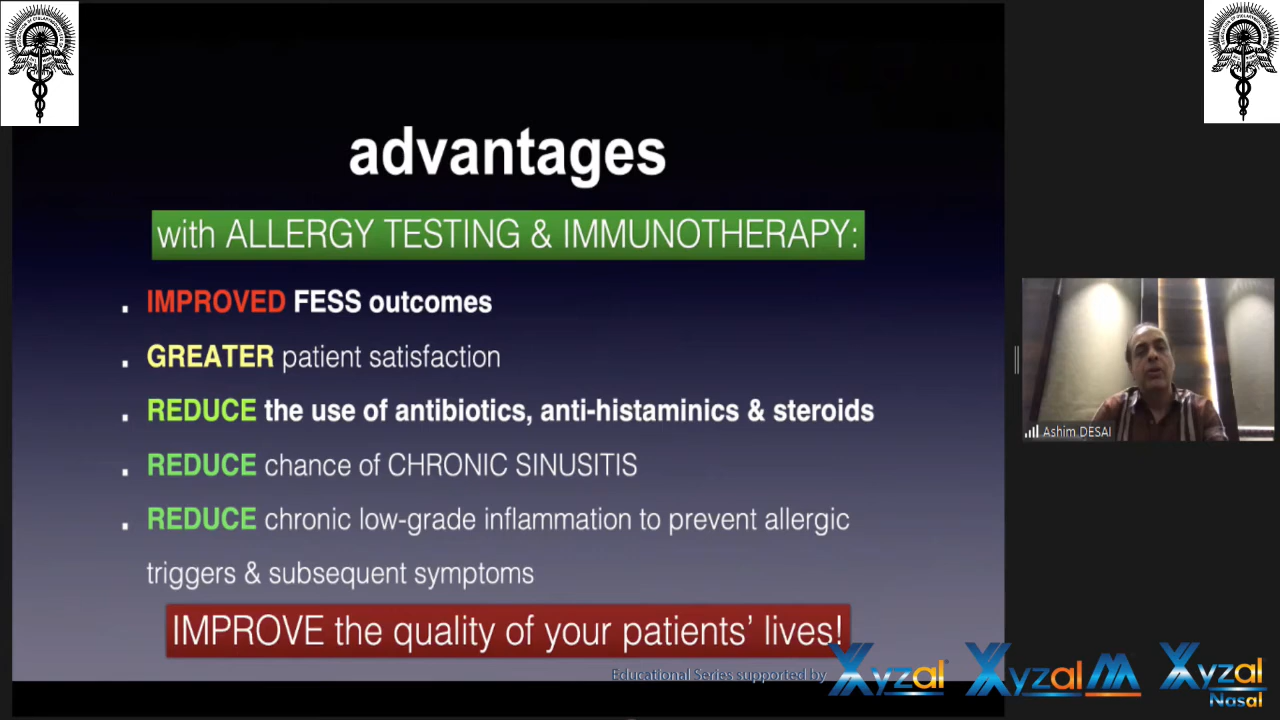 advantages
with ALLERGY TESTING & IMMUNOTHERAPY:
. IMPROVED FESS outcomes
. GREATER patient satisfaction
. REDUCE the use of antibiotics, anti-histaminics & steroids
. REDUCE chance of CHRONIC SINUSITIS
. REDUCE chronic low-grade inflammation to prevent allergic
triggers & subsequent symptoms
IMPROVE the quality of your patients’ lives!
Ashim DESAI
Educational Series supported by
Xyzal
Xyzal M
Xyzal
Nasal